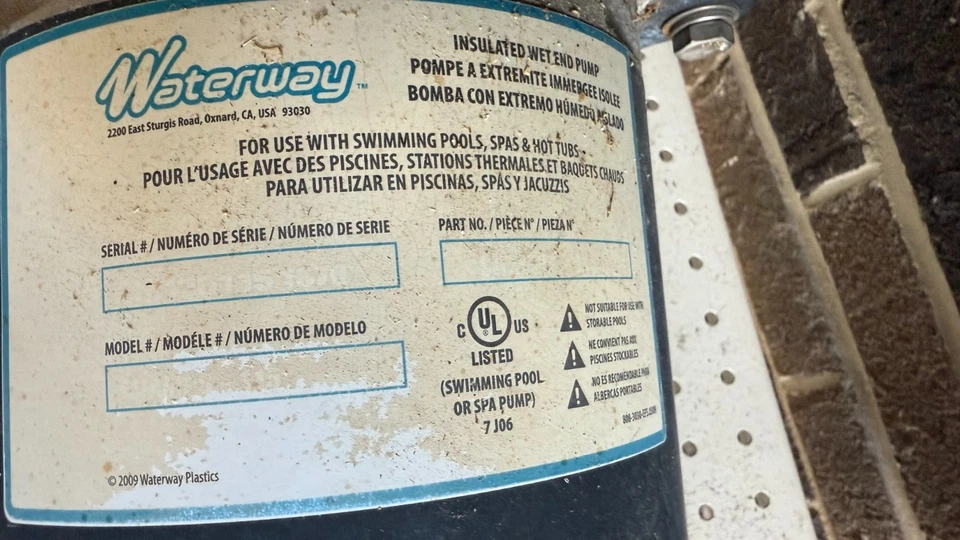 Waterway™
2200 East Sturgis Road, Oxnard, CA, USA 93030
INSULATED WET END PUMP
POMPE A EXTREMITE IMMERGEE ISOLEE
BOMBA CON EXTREMO HÚMEDO AISLADO
FOR USE WITH SWIMMING POOLS, SPAS & HOT TUBS
POUR L'USAGE AVEC DES PISCINES, STATIONS THERMALES ET BAQUETS CHAUDS
PARA UTILIZAR EN PISCINAS, SPAS Y JACUZZIS
SERIAL # / NUMÉRO DE SÉRIE / NÚMERO DE SERIE
PART NO. / PIÈCE N° / PIEZA N°
MODEL # / MODÉLE # / NÚMERO DE MODELO
C UL® US
LISTED
(SWIMMING POOL
OR SPA PUMP)
7 J06
NOT SUITABLE FOR USE WITH
STORABLE POOLS
NE CONVIENT PAS AUX
PISCINES STOCKABLES
NO ES RECOMENDABLE PARA
ALBERCAS PORTABLES
© 2009 Waterway Plastics